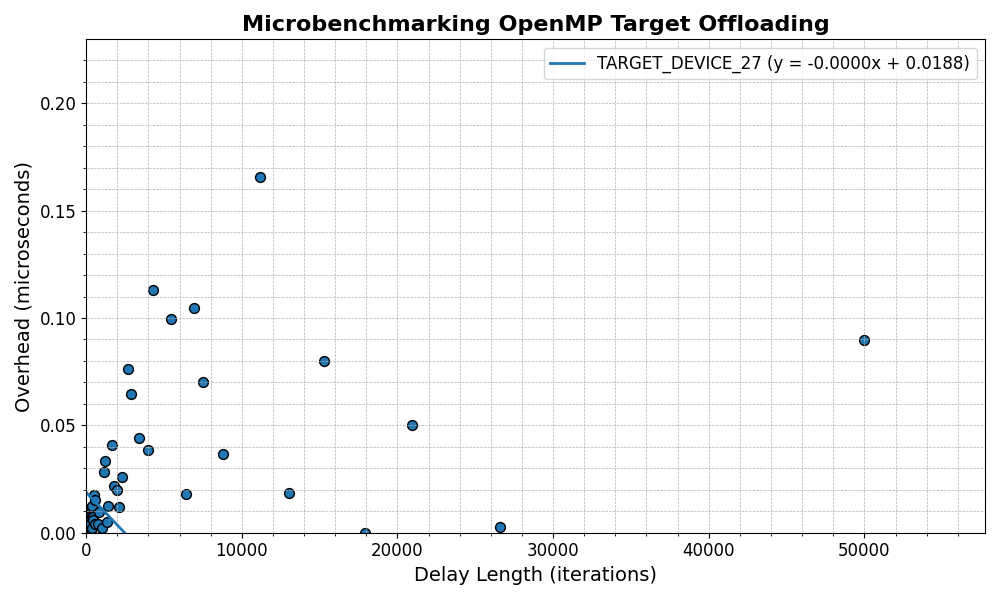 Microbenchmarking OpenMP Target Offloading
TARGET_DEVICE_27 (y = -0.0000x + 0.0188)
Overhead (microseconds)
0.20
0.15
0.10
0.05
0.00
0 10000 20000 30000 40000 50000
Delay Length (iterations)